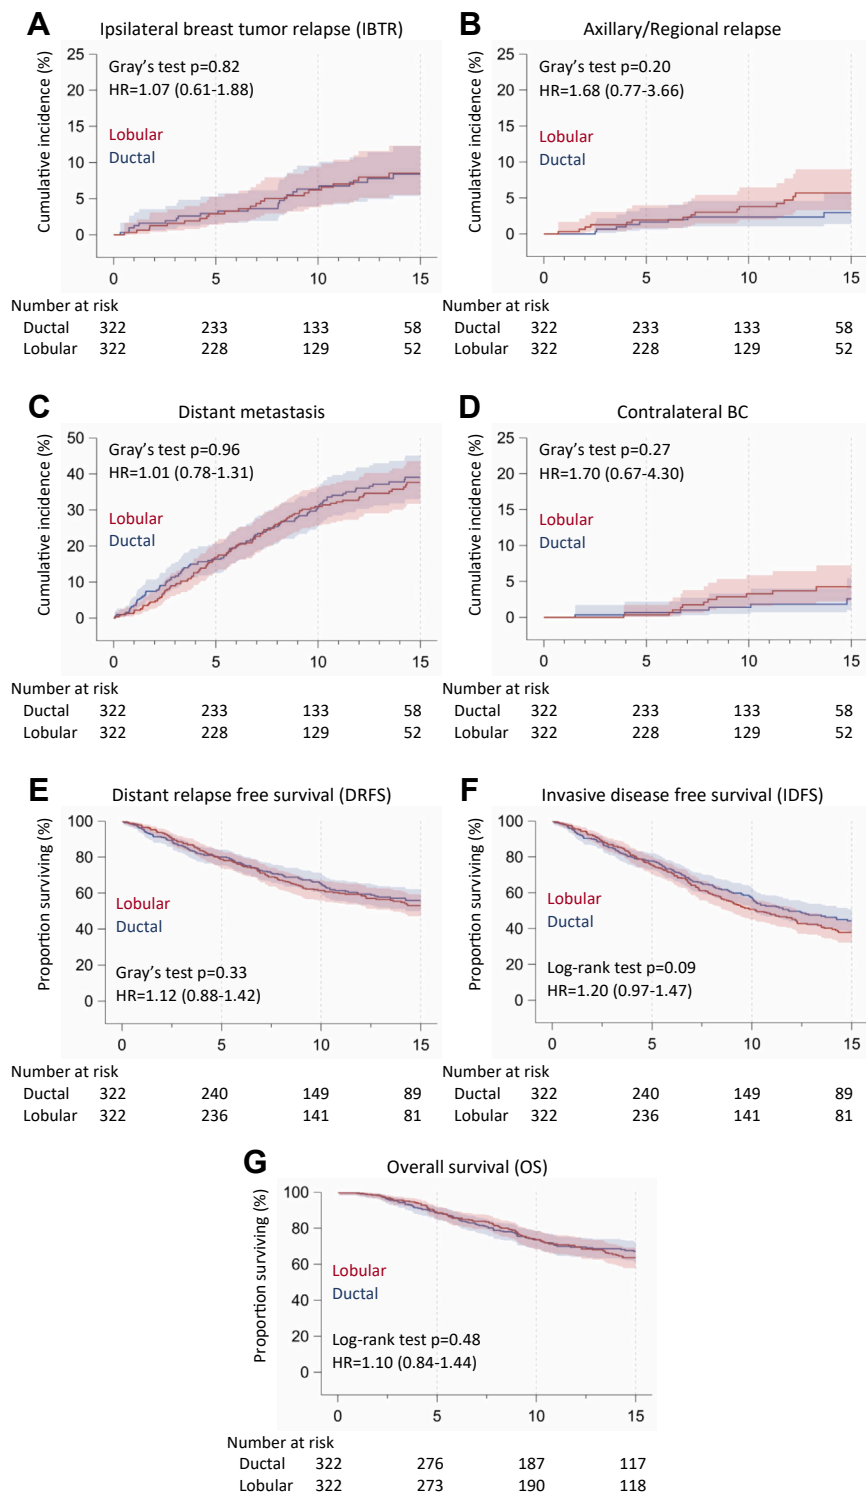 A Ipsilateral breast tumor relapse (IBTR)
Cumulative incidence (%)
25
20
15
10
5
0
Gray's test p=0.82
HR=1.07 (0.61-1.88)
Lobular
Ductal
0 5 10 15
Number at risk
Ductal 322 233 133 58
Lobular 322 228 129 52
B Axillary/Regional relapse
Cumulative incidence (%)
25
20
15
10
5
0
Gray's test p=0.20
HR=1.68 (0.77-3.66)
Lobular
Ductal
0 5 10 15
Number at risk
Ductal 322 233 133 58
Lobular 322 228 129 52
C Distant metastasis
Cumulative incidence (%)
50
40
30
20
10
0
Gray's test p=0.96
HR=1.01 (0.78-1.31)
Lobular
Ductal
0 5 10 15
Number at risk
Ductal 322 233 133 58
Lobular 322 228 129 52
D Contralateral BC
Cumulative incidence (%)
25
20
15
10
5
0
Gray's test p=0.27
HR=1.70 (0.67-4.30)
Lobular
Ductal
0 5 10 15
Number at risk
Ductal 322 233 133 58
Lobular 322 228 129 52
E Distant relapse free survival (DRFS)
Proportion surviving (%)
100
80
60
40
20
0
Lobular
Ductal
Gray's test p=0.33
HR=1.12 (0.88-1.42)
0 5 10 15
Number at risk
Ductal 322 240 149 89
Lobular 322 236 141 81
F Invasive disease free survival (IDFS)
Proportion surviving (%)
100
80
60
40
20
0
Lobular
Ductal
Log-rank test p=0.09
HR=1.20 (0.97-1.47)
0 5 10 15
Number at risk
Ductal 322 240 149 89
Lobular 322 236 141 81
G Overall survival (OS)
Proportion surviving (%)
100
80
60
40
20
0
Lobular
Ductal
Log-rank test p=0.48
HR=1.10 (0.84-1.44)
0 5 10 15
Number at risk
Ductal 322 276 187 117
Lobular 322 273 190 118